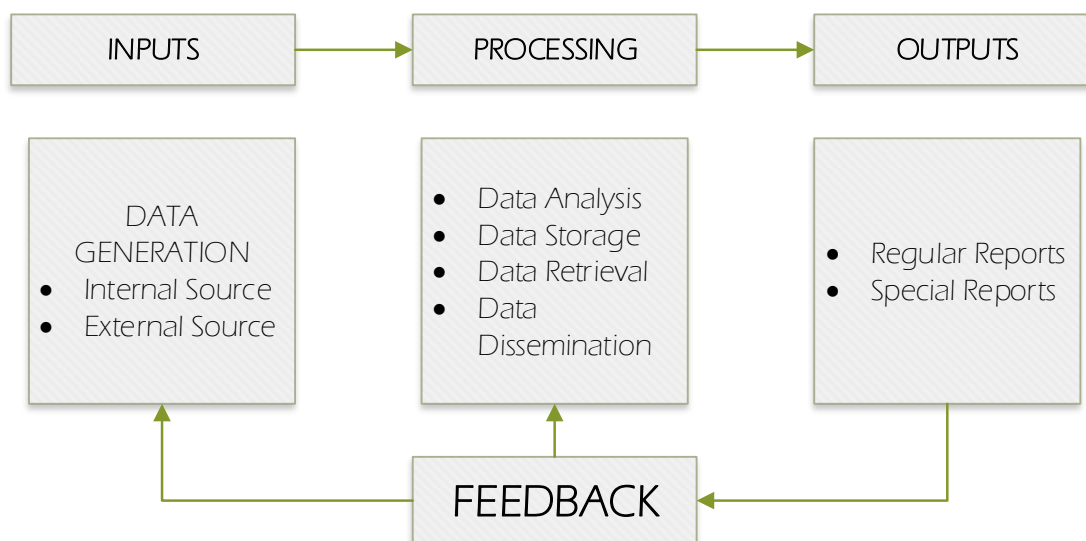 INPUTS
PROCESSING
OUTPUTS
DATA
GENERATION
• Internal Source
• External Source
• Data Analysis
• Data Storage
• Data Retrieval
• Data
Dissemination
• Regular Reports
• Special Reports
FEEDBACK